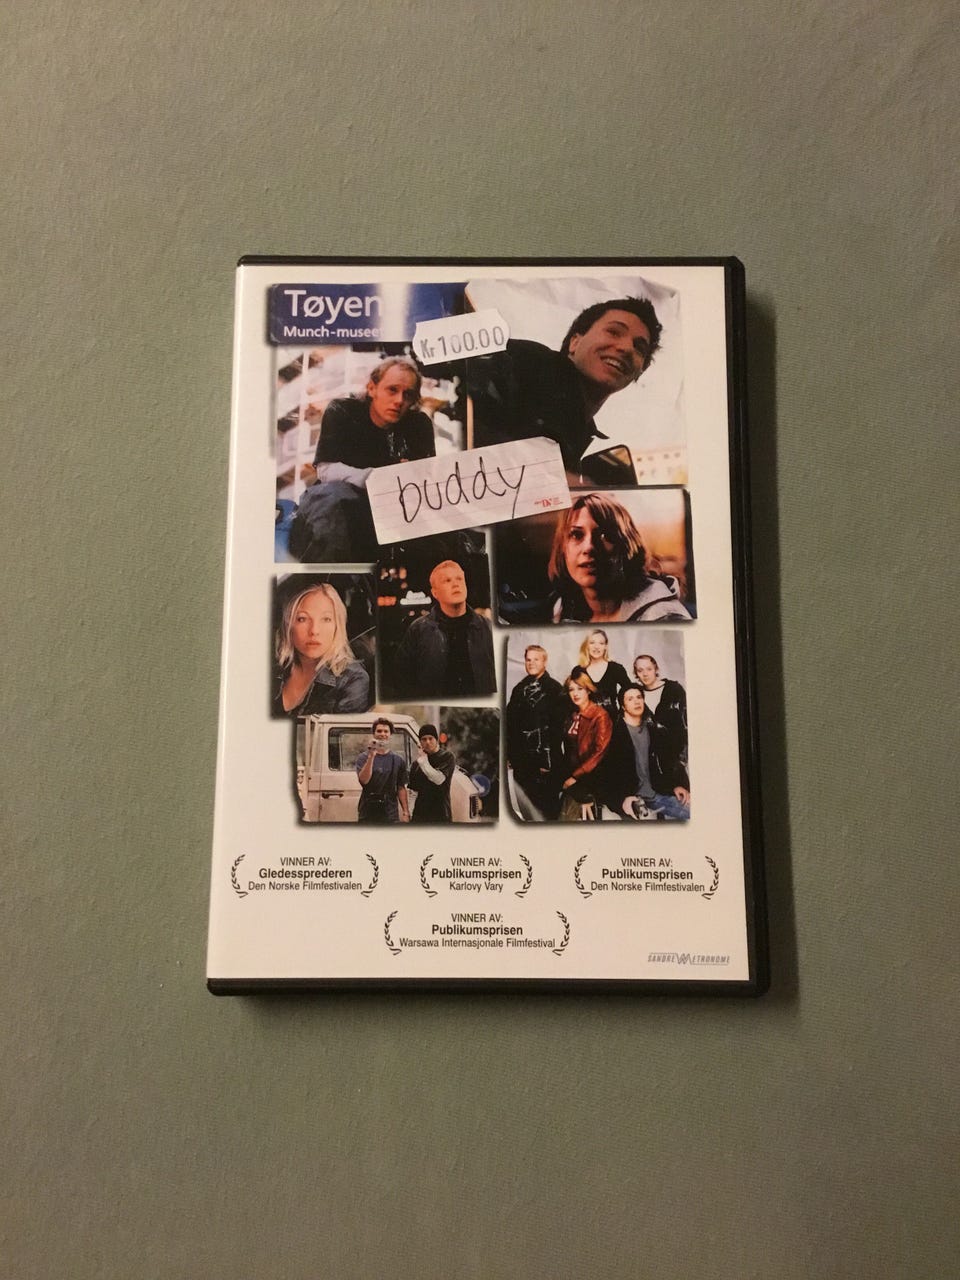 Tøyen
Munch-museet
Kr 100.00
buddy
VINNER AV:
Gledessprederen
Den Norske Filmfestivalen
VINNER AV:
Publikumsprisen
Karlovy Vary
VINNER AV:
Publikumsprisen
Den Norske Filmfestivalen
VINNER AV:
Publikumsprisen
Warsawa Internasjonale Filmfestival
SANDREW METRONOME